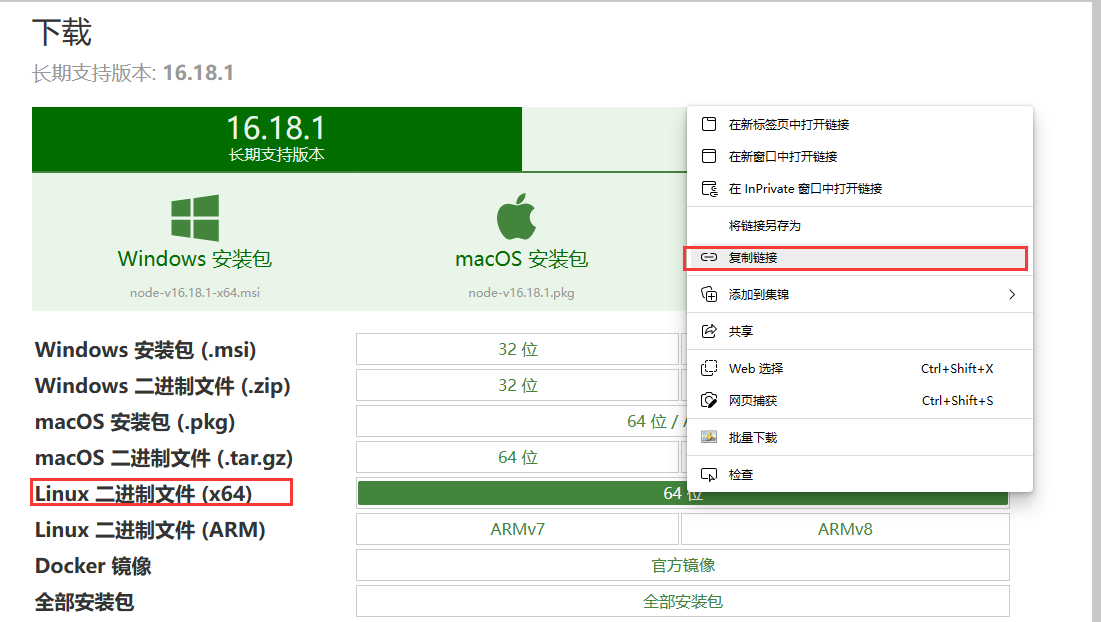 下载
长期支持版本: 16.18.1
16.18.1
长期支持版本
Windows 安装包
node-v16.18.1-x64.msi
macOS 安装包
node-v16.18.1.pkg
在新标签页中打开链接
在新窗口中打开链接
在 InPrivate 窗口中打开链接
将链接另存为
复制链接
添加到集锦
共享
Web 选择 Ctrl+Shift+X
网页捕获 Ctrl+Shift+S
批量下载
检查
Windows 安装包 (.msi) 32 位
Windows 二进制文件 (.zip) 32 位
macOS 安装包 (.pkg) 64 位 /
macOS 二进制文件 (.tar.gz) 64 位
Linux 二进制文件 (x64) 64 位
Linux 二进制文件 (ARM) ARMv7 ARMv8
Docker 镜像 官方镜像
全部安装包 全部安装包